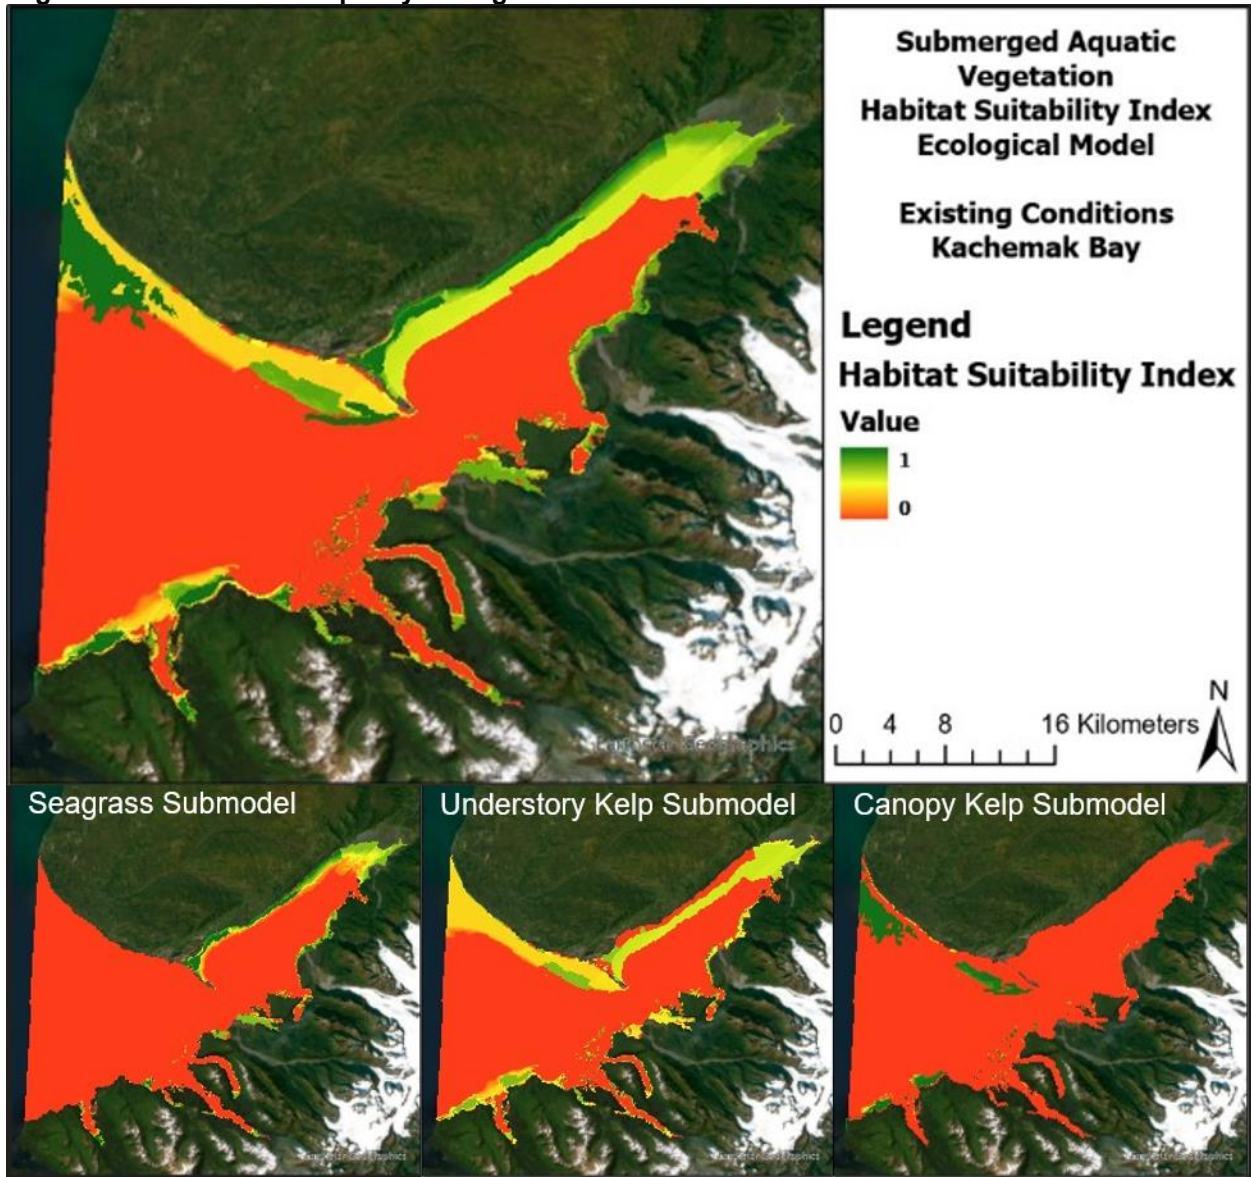 Submerged Aquatic
Vegetation
Habitat Suitability Index
Ecological Model
Existing Conditions
Kachemak Bay
Legend
Habitat Suitability Index
Value
1
0
N
0 4 8 16 Kilometers
Seagrass Submodel
Understory Kelp Submodel
Canopy Kelp Submodel